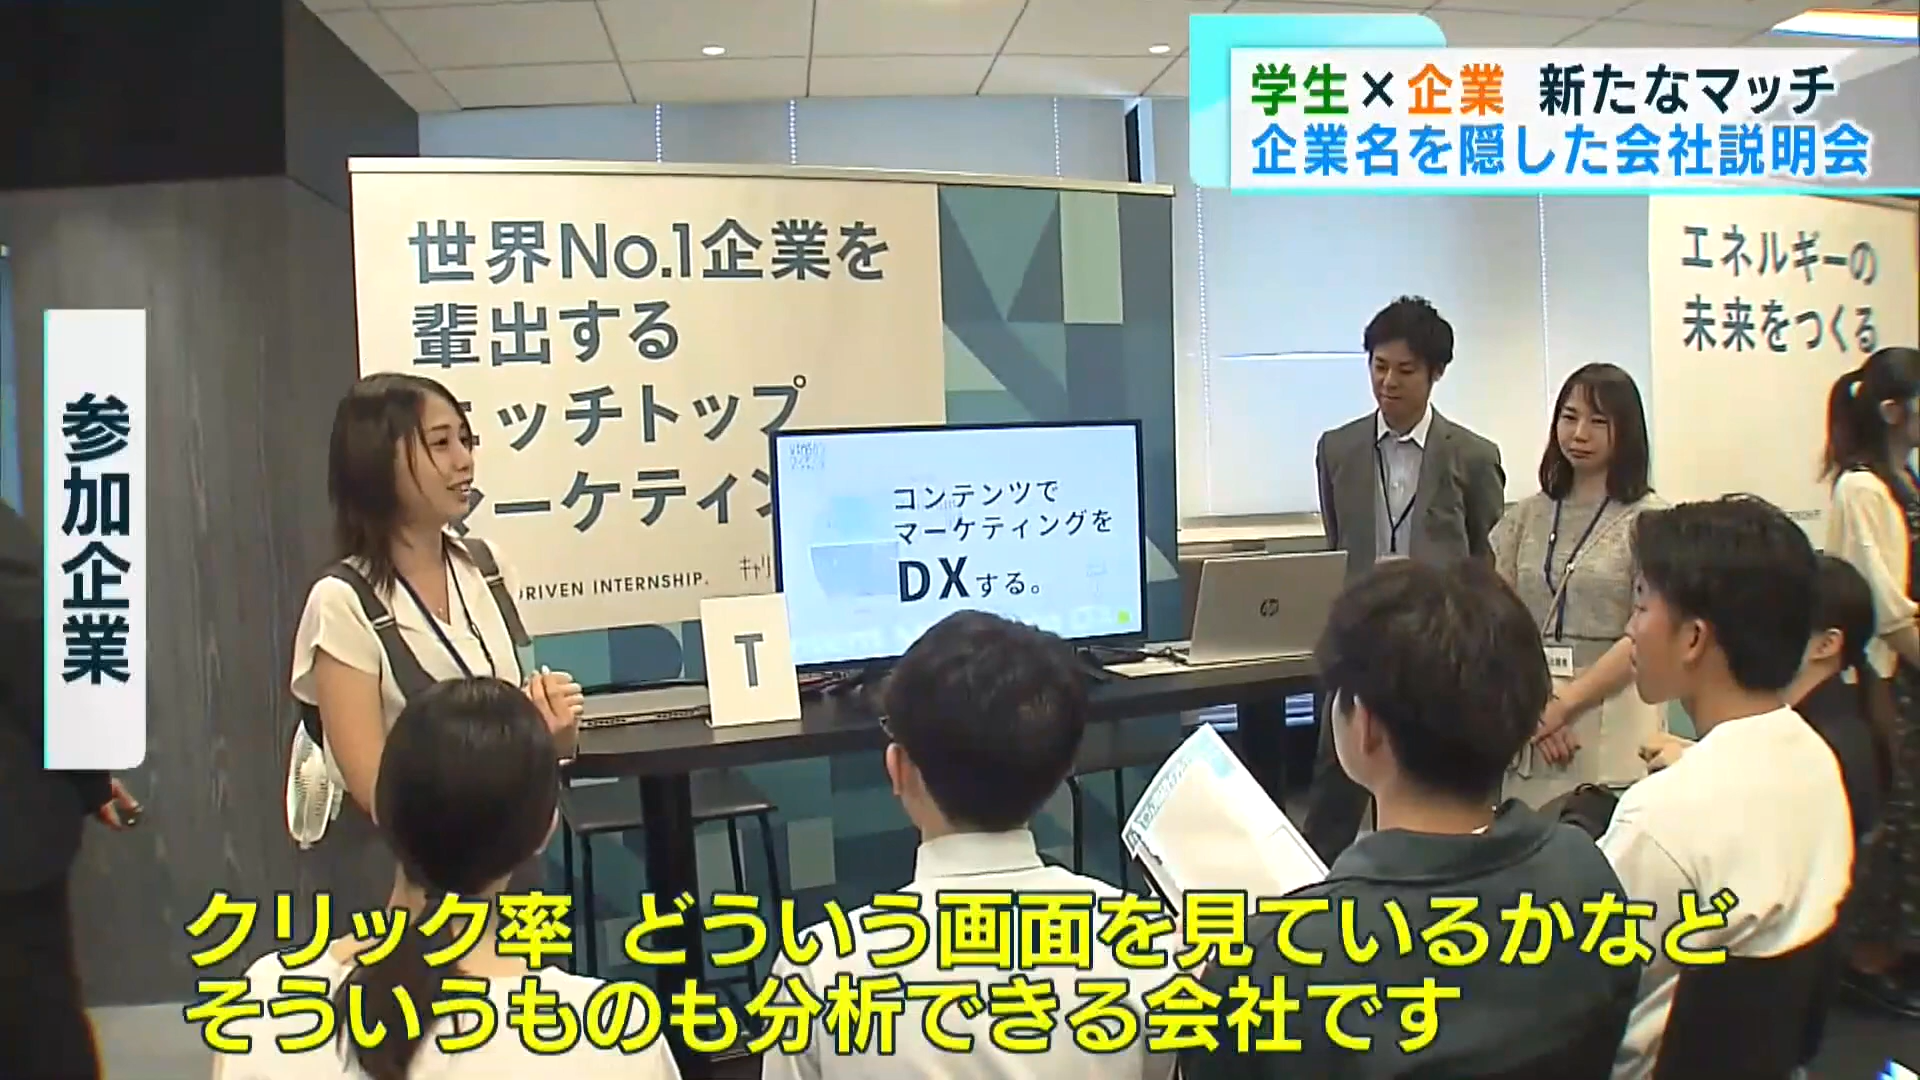 学生×企業 新たなマッチ
企業名を隠した会社説明会
世界No.1企業を
輩出する
ニッチトップ
マーケティン
DRIVEN INTERNSHIP.
キャリ
T
コンテンツで
マーケティングを
DXする。
hp
エネルギーの
未来をつくる
参加企業
クリック率 どういう画面を見ているかなど
そういうものも分析できる会社です